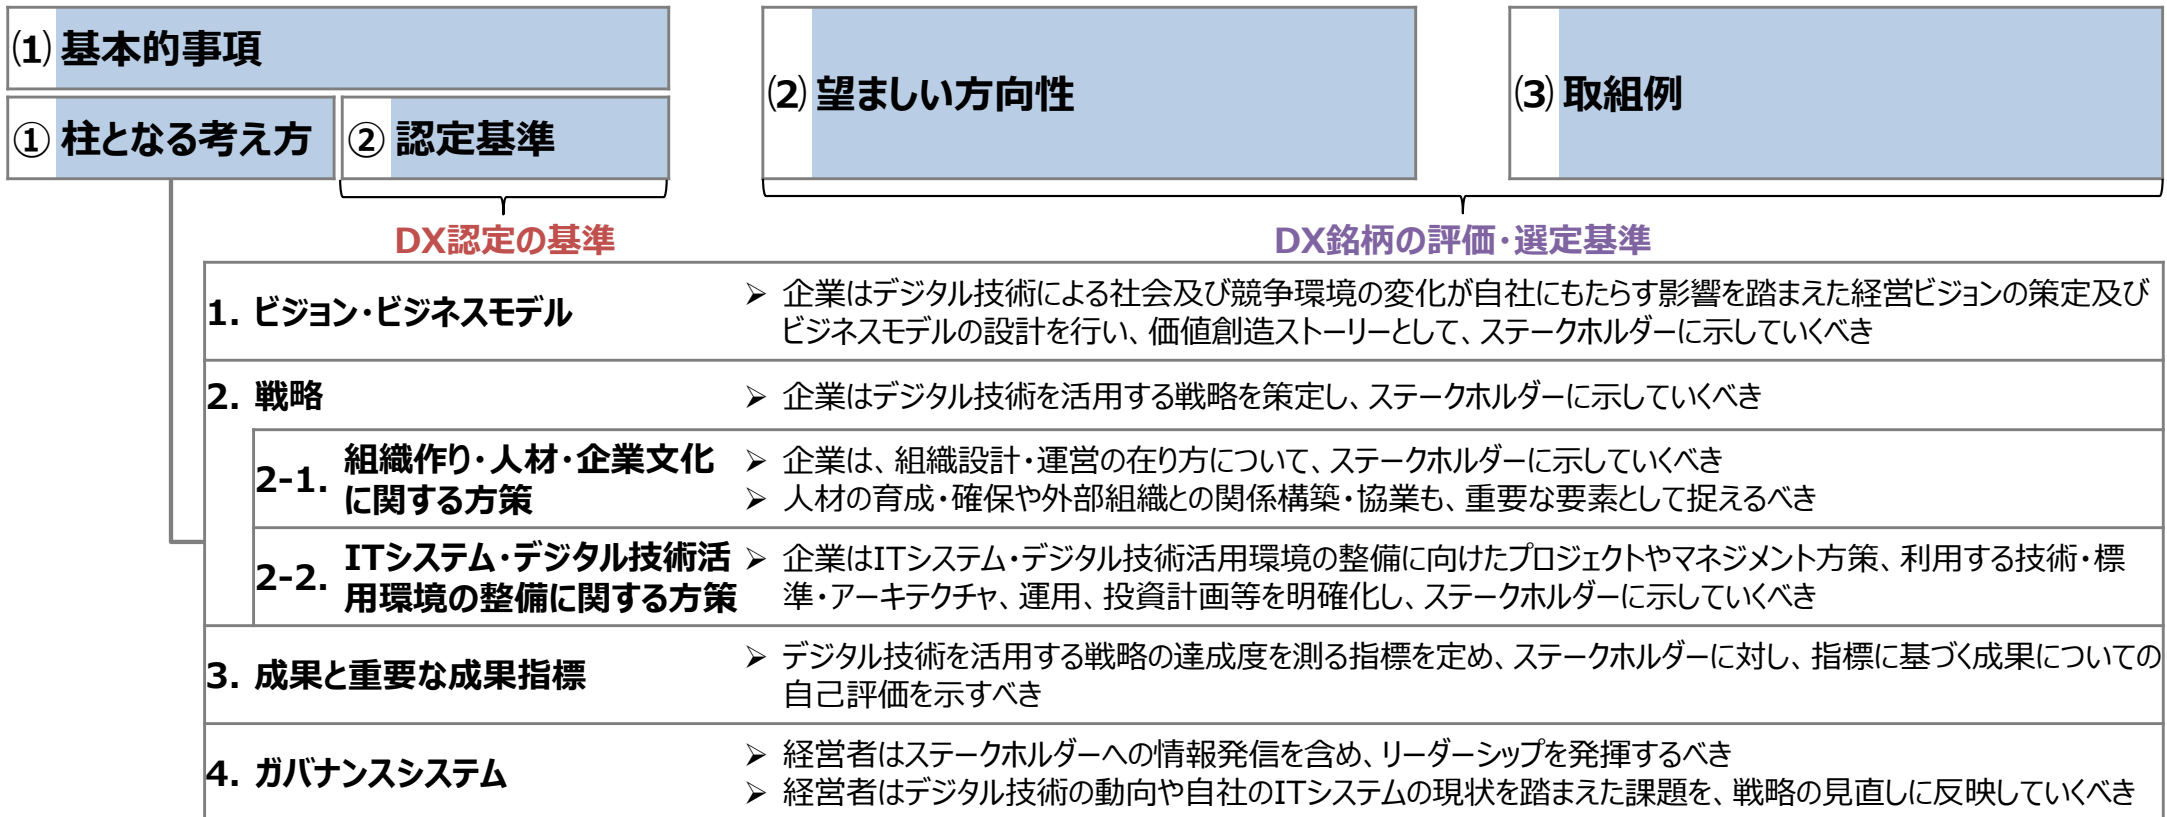 (1) 基本的事項
① 柱となる考え方
② 認定基準
(2) 望ましい方向性
(3) 取組例
DX認定の基準
DX銘柄の評価・選定基準
1. ビジョン・ビジネスモデル
➢ 企業はデジタル技術による社会及び競争環境の変化が自社にもたらす影響を踏まえた経営ビジョンの策定及び
ビジネスモデルの設計を行い、価値創造ストーリーとして、ステークホルダーに示していくべき
2. 戦略
➢ 企業はデジタル技術を活用する戦略を策定し、ステークホルダーに示していくべき
2-1. 組織作り・人材・企業文化
に関する方策
➢ 企業は、組織設計・運営の在り方について、ステークホルダーに示していくべき
➢ 人材の育成・確保や外部組織との関係構築・協業も、重要な要素として捉えるべき
2-2. ITシステム・デジタル技術活
用環境の整備に関する方策
➢ 企業はITシステム・デジタル技術活用環境の整備に向けたプロジェクトやマネジメント方策、利用する技術・標
準・アーキテクチャ、運用、投資計画等を明確化し、ステークホルダーに示していくべき
3. 成果と重要な成果指標
➢ デジタル技術を活用する戦略の達成度を測る指標を定め、ステークホルダーに対し、指標に基づく成果についての
自己評価を示すべき
4. ガバナンスシステム
➢ 経営者はステークホルダーへの情報発信を含め、リーダーシップを発揮するべき
➢ 経営者はデジタル技術の動向や自社のITシステムの現状を踏まえた課題を、戦略の見直しに反映していくべき